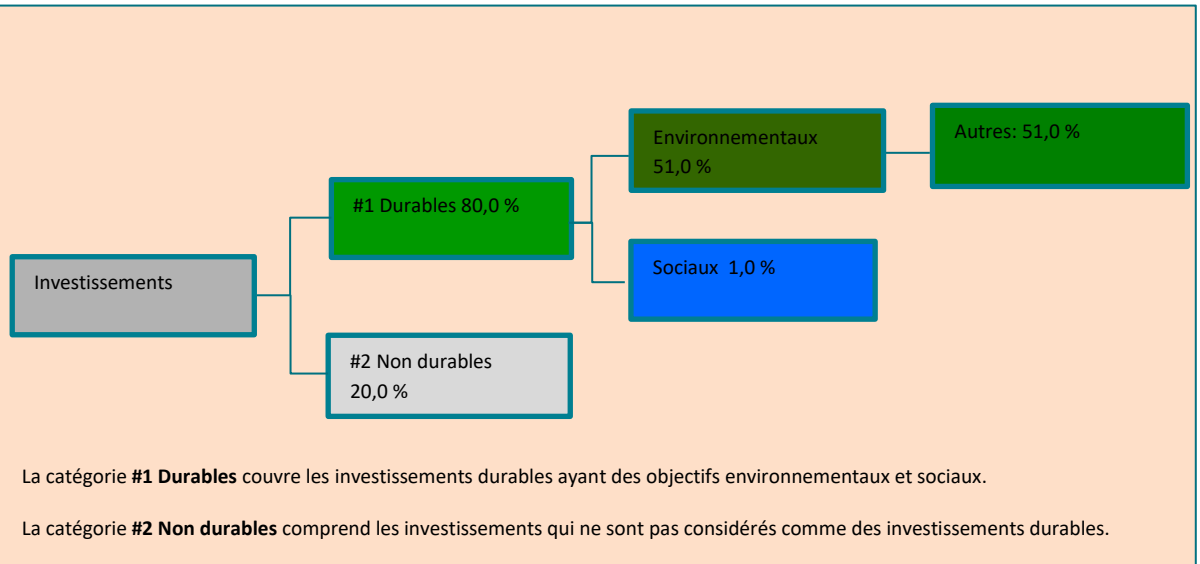 Investissements
#1 Durables 80,0 %
#2 Non durables
20,0 %
Environnementaux
51,0 %
Sociaux 1,0 %
Autres: 51,0 %
La catégorie #1 Durables couvre les investissements durables ayant des objectifs environnementaux et sociaux.
La catégorie #2 Non durables comprend les investissements qui ne sont pas considérés comme des investissements durables.